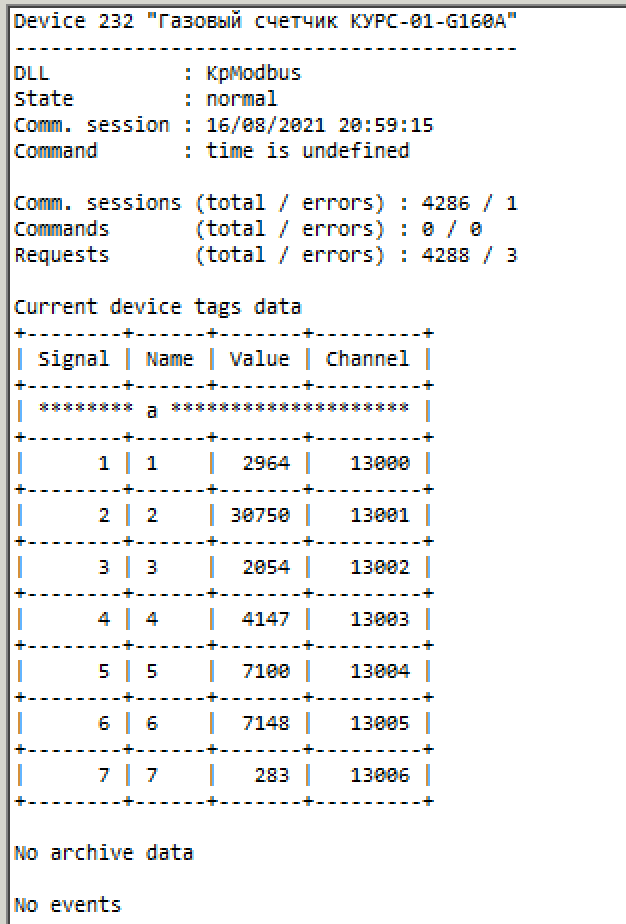 Device 232 "Газовый счетчик КУРС-01-G160A"
------------------------------------------
DLL            : KpModbus
State          : normal
Comm. session : 16/08/2021 20:59:15
Command        : time is undefined

Comm. sessions (total / errors) : 4286 / 1
Commands       (total / errors) : 0 / 0
Requests       (total / errors) : 4288 / 3

Current device tags data
+--------+------+-------+---------+
| Signal | Name | Value | Channel |
+--------+------+-------+---------+
| ******** a ******************** |
+--------+------+-------+---------+
|      1 | 1    |  2964 |   13000 |
+--------+------+-------+---------+
|      2 | 2    | 30750 |   13001 |
+--------+------+-------+---------+
|      3 | 3    |  2054 |   13002 |
+--------+------+-------+---------+
|      4 | 4    |  4147 |   13003 |
+--------+------+-------+---------+
|      5 | 5    |  7100 |   13004 |
+--------+------+-------+---------+
|      6 | 6    |  7148 |   13005 |
+--------+------+-------+---------+
|      7 | 7    |   283 |   13006 |
+--------+------+-------+---------+

No archive data

No events